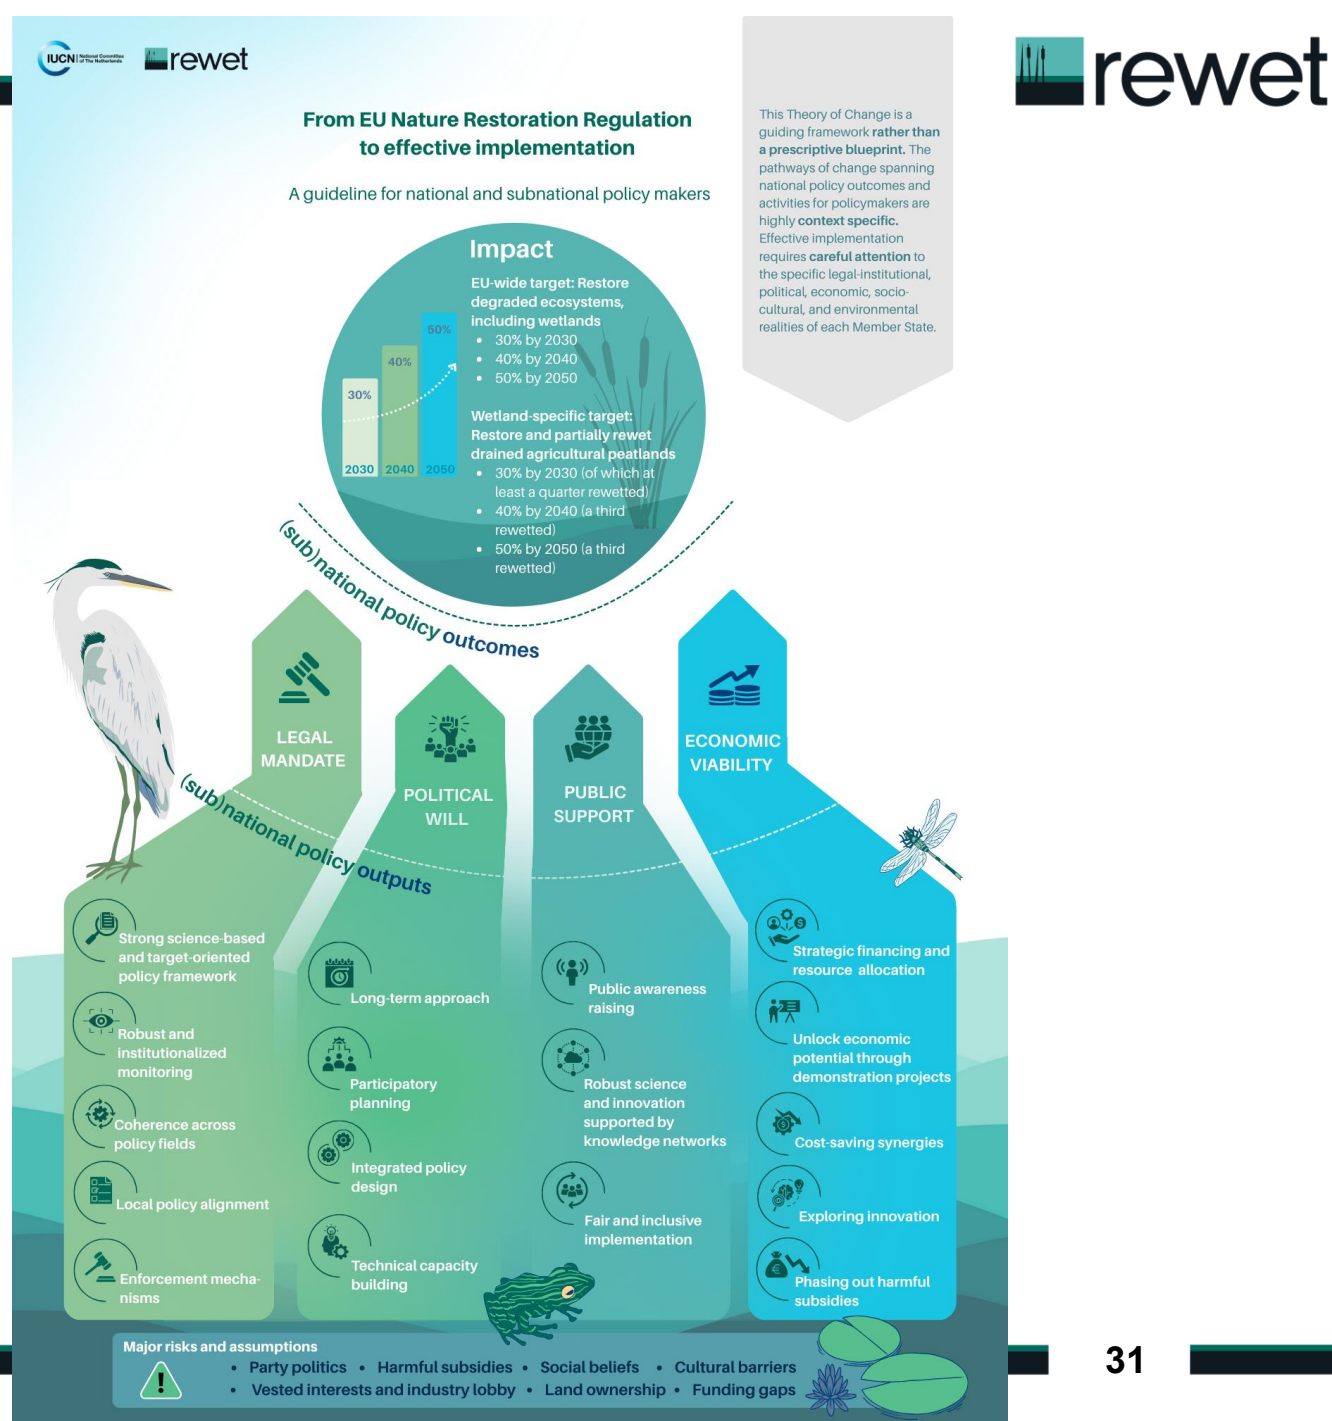 IUCN National Committee
of The Netherlands
rewet
rewet
From EU Nature Restoration Regulation
to effective implementation
A guideline for national and subnational policy makers
This Theory of Change is a
guiding framework rather than
a prescriptive blueprint. The
pathways of change spanning
national policy outcomes and
activities for policymakers are
highly context specific.
Effective implementation
requires careful attention to
the specific legal-institutional,
political, economic, socio-
cultural, and environmental
realities of each Member State.
Impact
EU-wide target: Restore
degraded ecosystems,
including wetlands
• 30% by 2030
• 40% by 2040
• 50% by 2050
Wetland-specific target:
Restore and partially rewet
drained agricultural peatlands
• 30% by 2030 (of which at
least a quarter rewetted)
• 40% by 2040 (a third
rewetted)
• 50% by 2050 (a third
rewetted)
30%
40%
50%
2030 2040 2050
(sub)national policy outcomes
LEGAL
MANDATE
POLITICAL
WILL
PUBLIC
SUPPORT
ECONOMIC
VIABILITY
(sub)national policy outputs
Strong science-based
and target-oriented
policy framework
Robust and
institutionalized
monitoring
Coherence across
policy fields
Local policy alignment
Enforcement mecha-
nisms
Long-term approach
Participatory
planning
Integrated policy
design
Technical capacity
building
Public awareness
raising
Robust science
and innovation
supported by
knowledge networks
Fair and inclusive
implementation
Strategic financing and
resource allocation
Unlock economic
potential through
demonstration projects
Cost-saving synergies
Exploring innovation
Phasing out harmful
subsidies
Major risks and assumptions
• Party politics • Harmful subsidies • Social beliefs • Cultural barriers
• Vested interests and industry lobby • Land ownership • Funding gaps
31